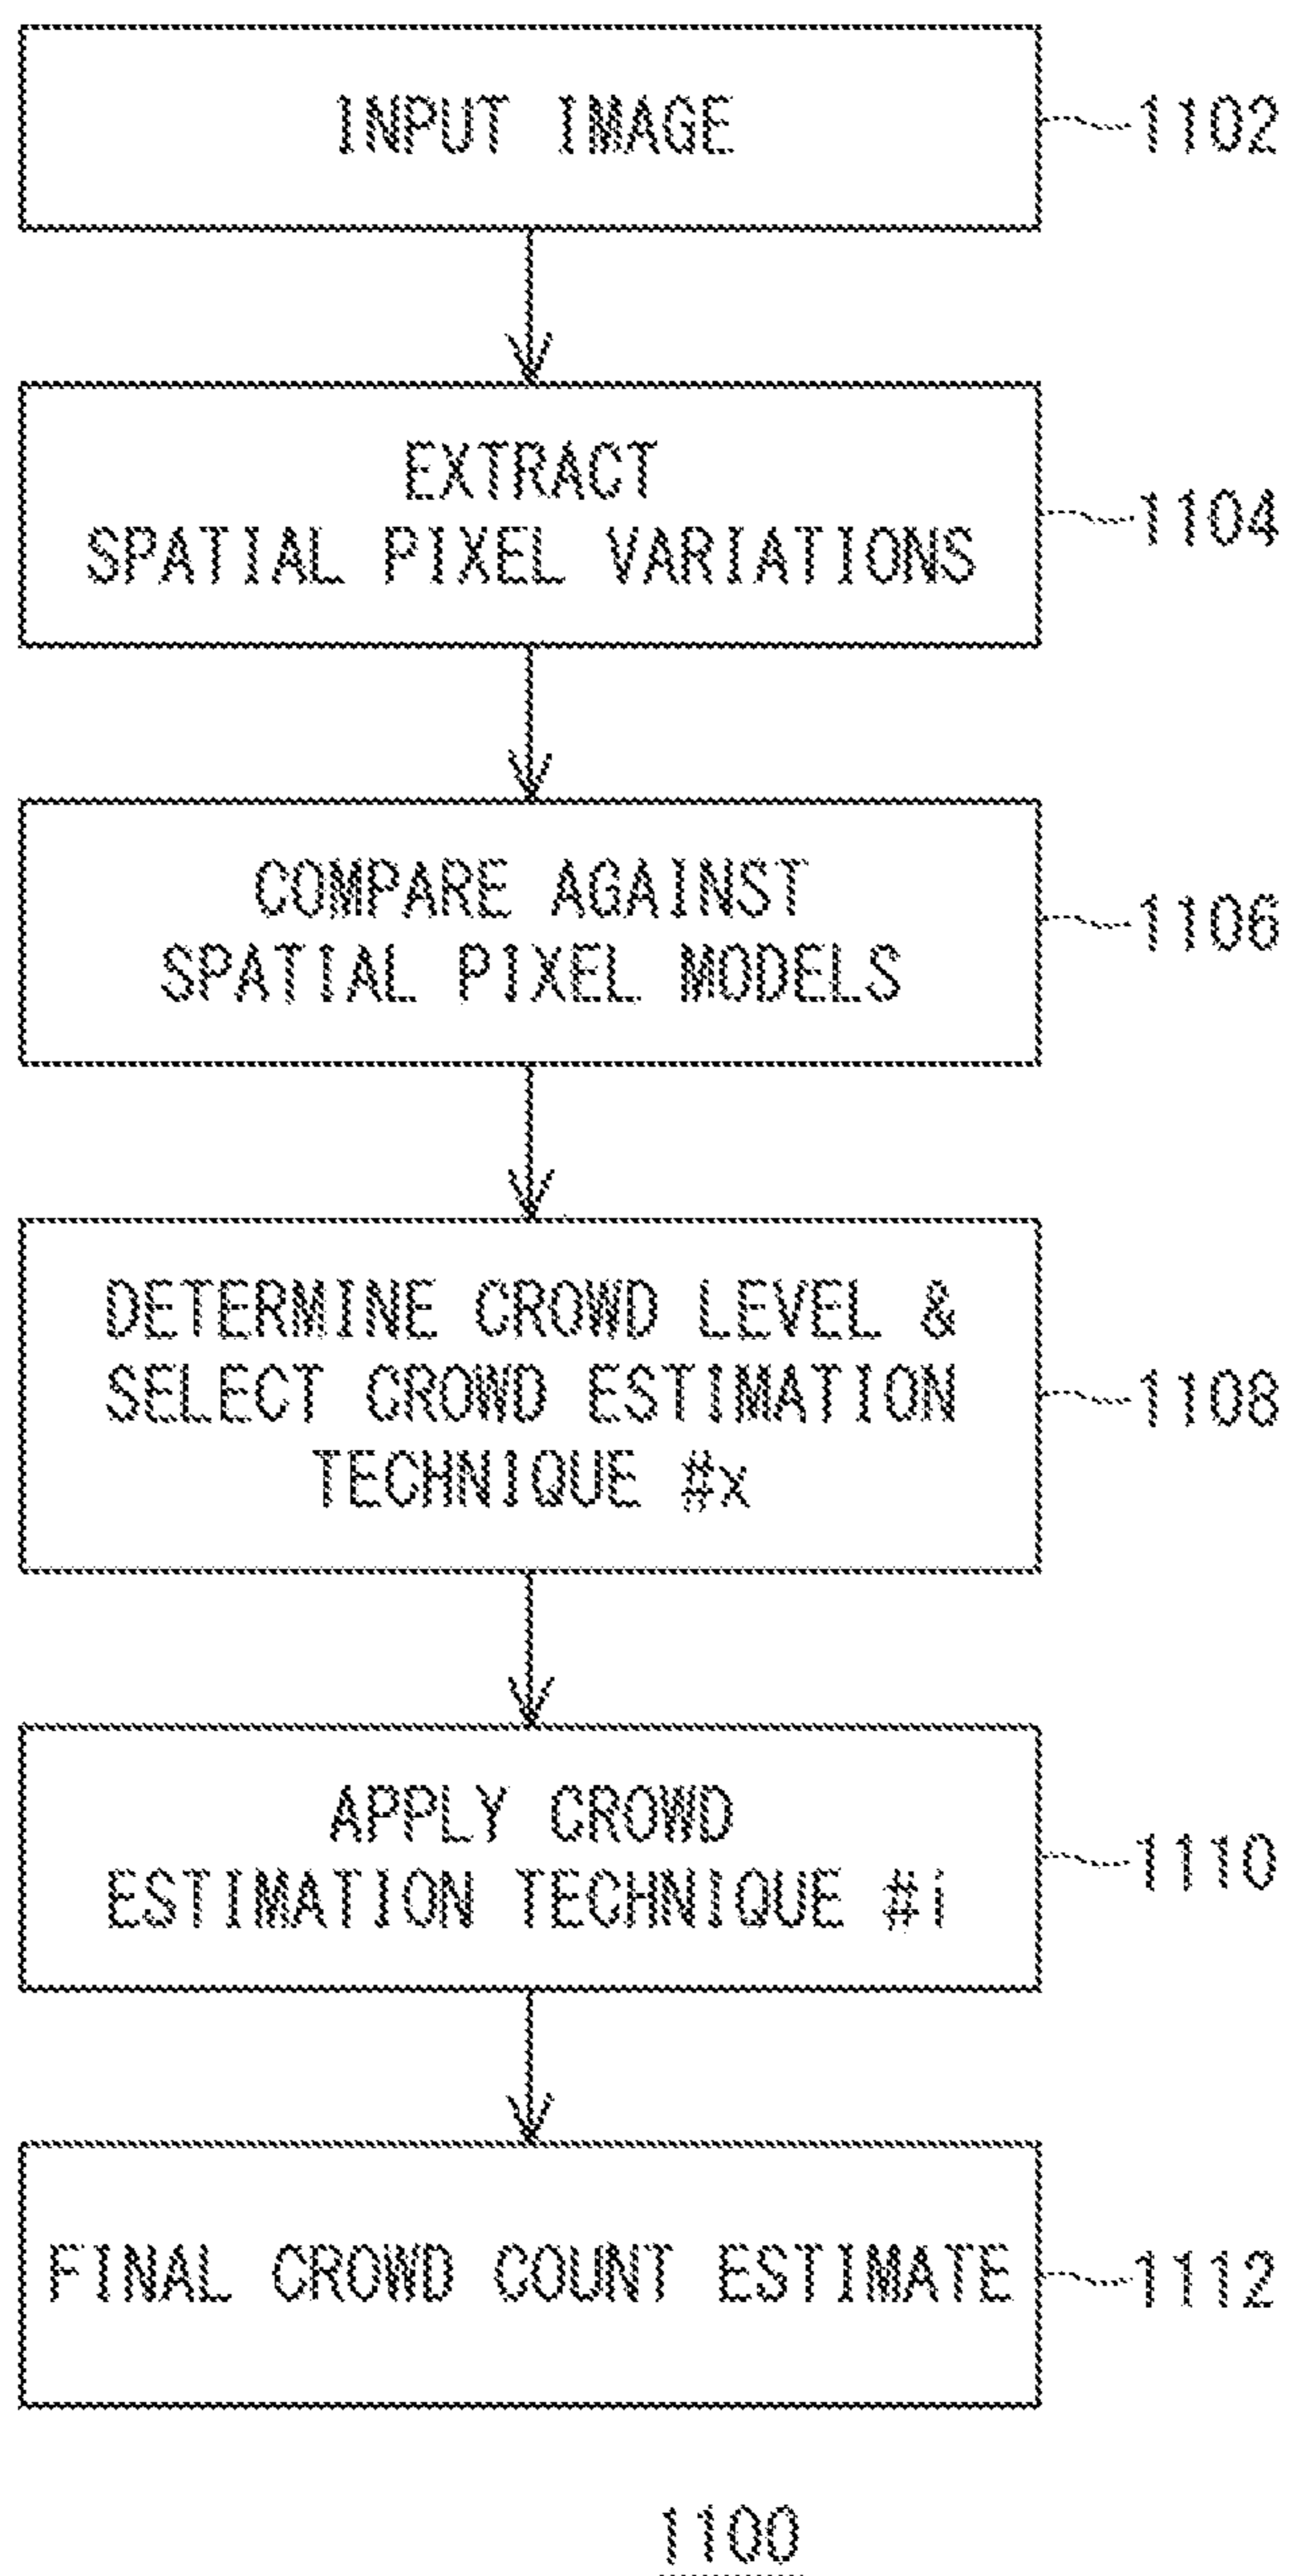 INPUT IMAGE
1102
EXTRACT
SPATIAL PIXEL VARIATIONS
1104
COMPARE AGAINST
SPATIAL PIXEL MODELS
1106
DETERMINE CROWD LEVEL &
SELECT CROWD ESTIMATION
TECHNIQUE #x
1108
APPLY CROWD
ESTIMATION TECHNIQUE #i
1110
FINAL CROWD COUNT ESTIMATE
1112
1100